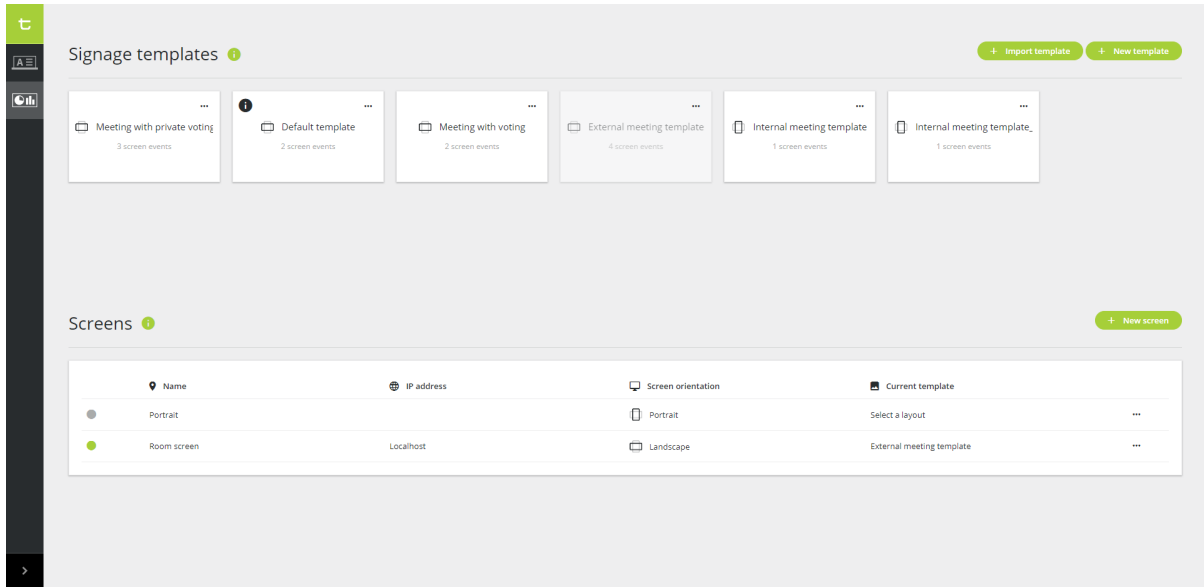 Signage templates
+ Import template
+ New template
Meeting with private voting
3 screen events
Default template
2 screen events
Meeting with voting
2 screen events
External meeting template
4 screen events
Internal meeting template
1 screen events
Internal meeting template_
1 screen events
Screens
+ New screen
Name IP address Screen orientation Current template
Portrait Portrait Select a layout
Room screen Localhost Landscape External meeting template